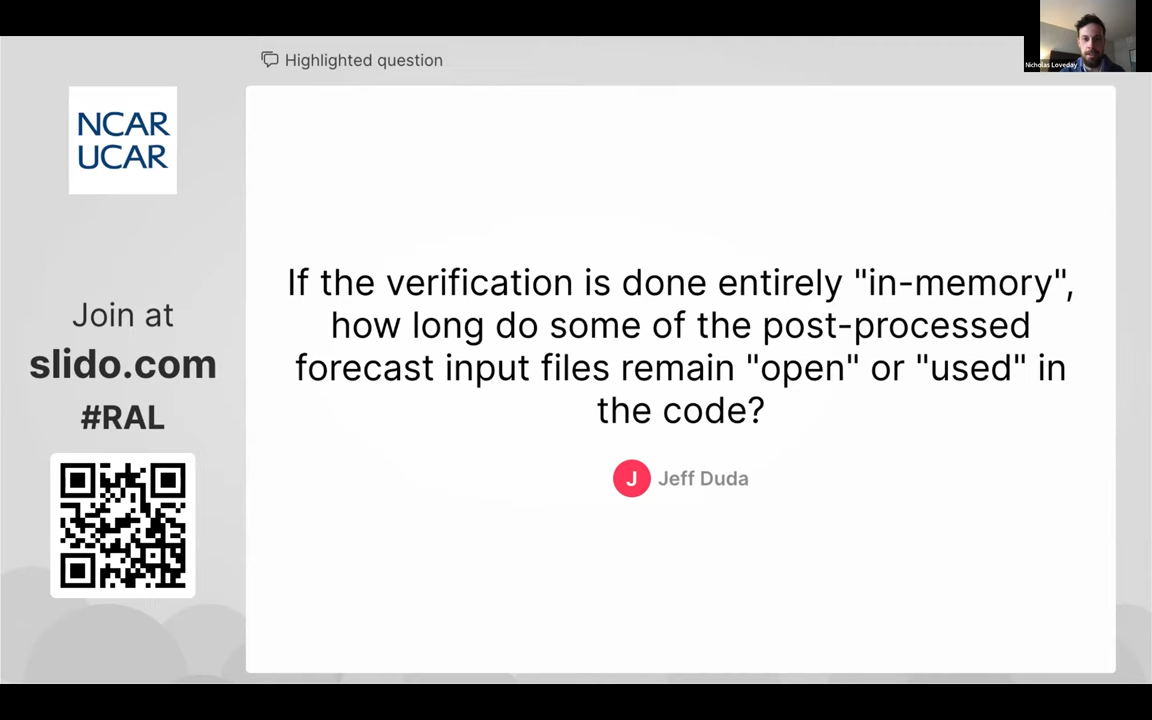 Nicholas Loveday
Highlighted question
NCAR
UCAR
Join at
slido.com
#RAL
If the verification is done entirely "in-memory",
how long do some of the post-processed
forecast input files remain "open" or "used" in
the code?
J Jeff Duda